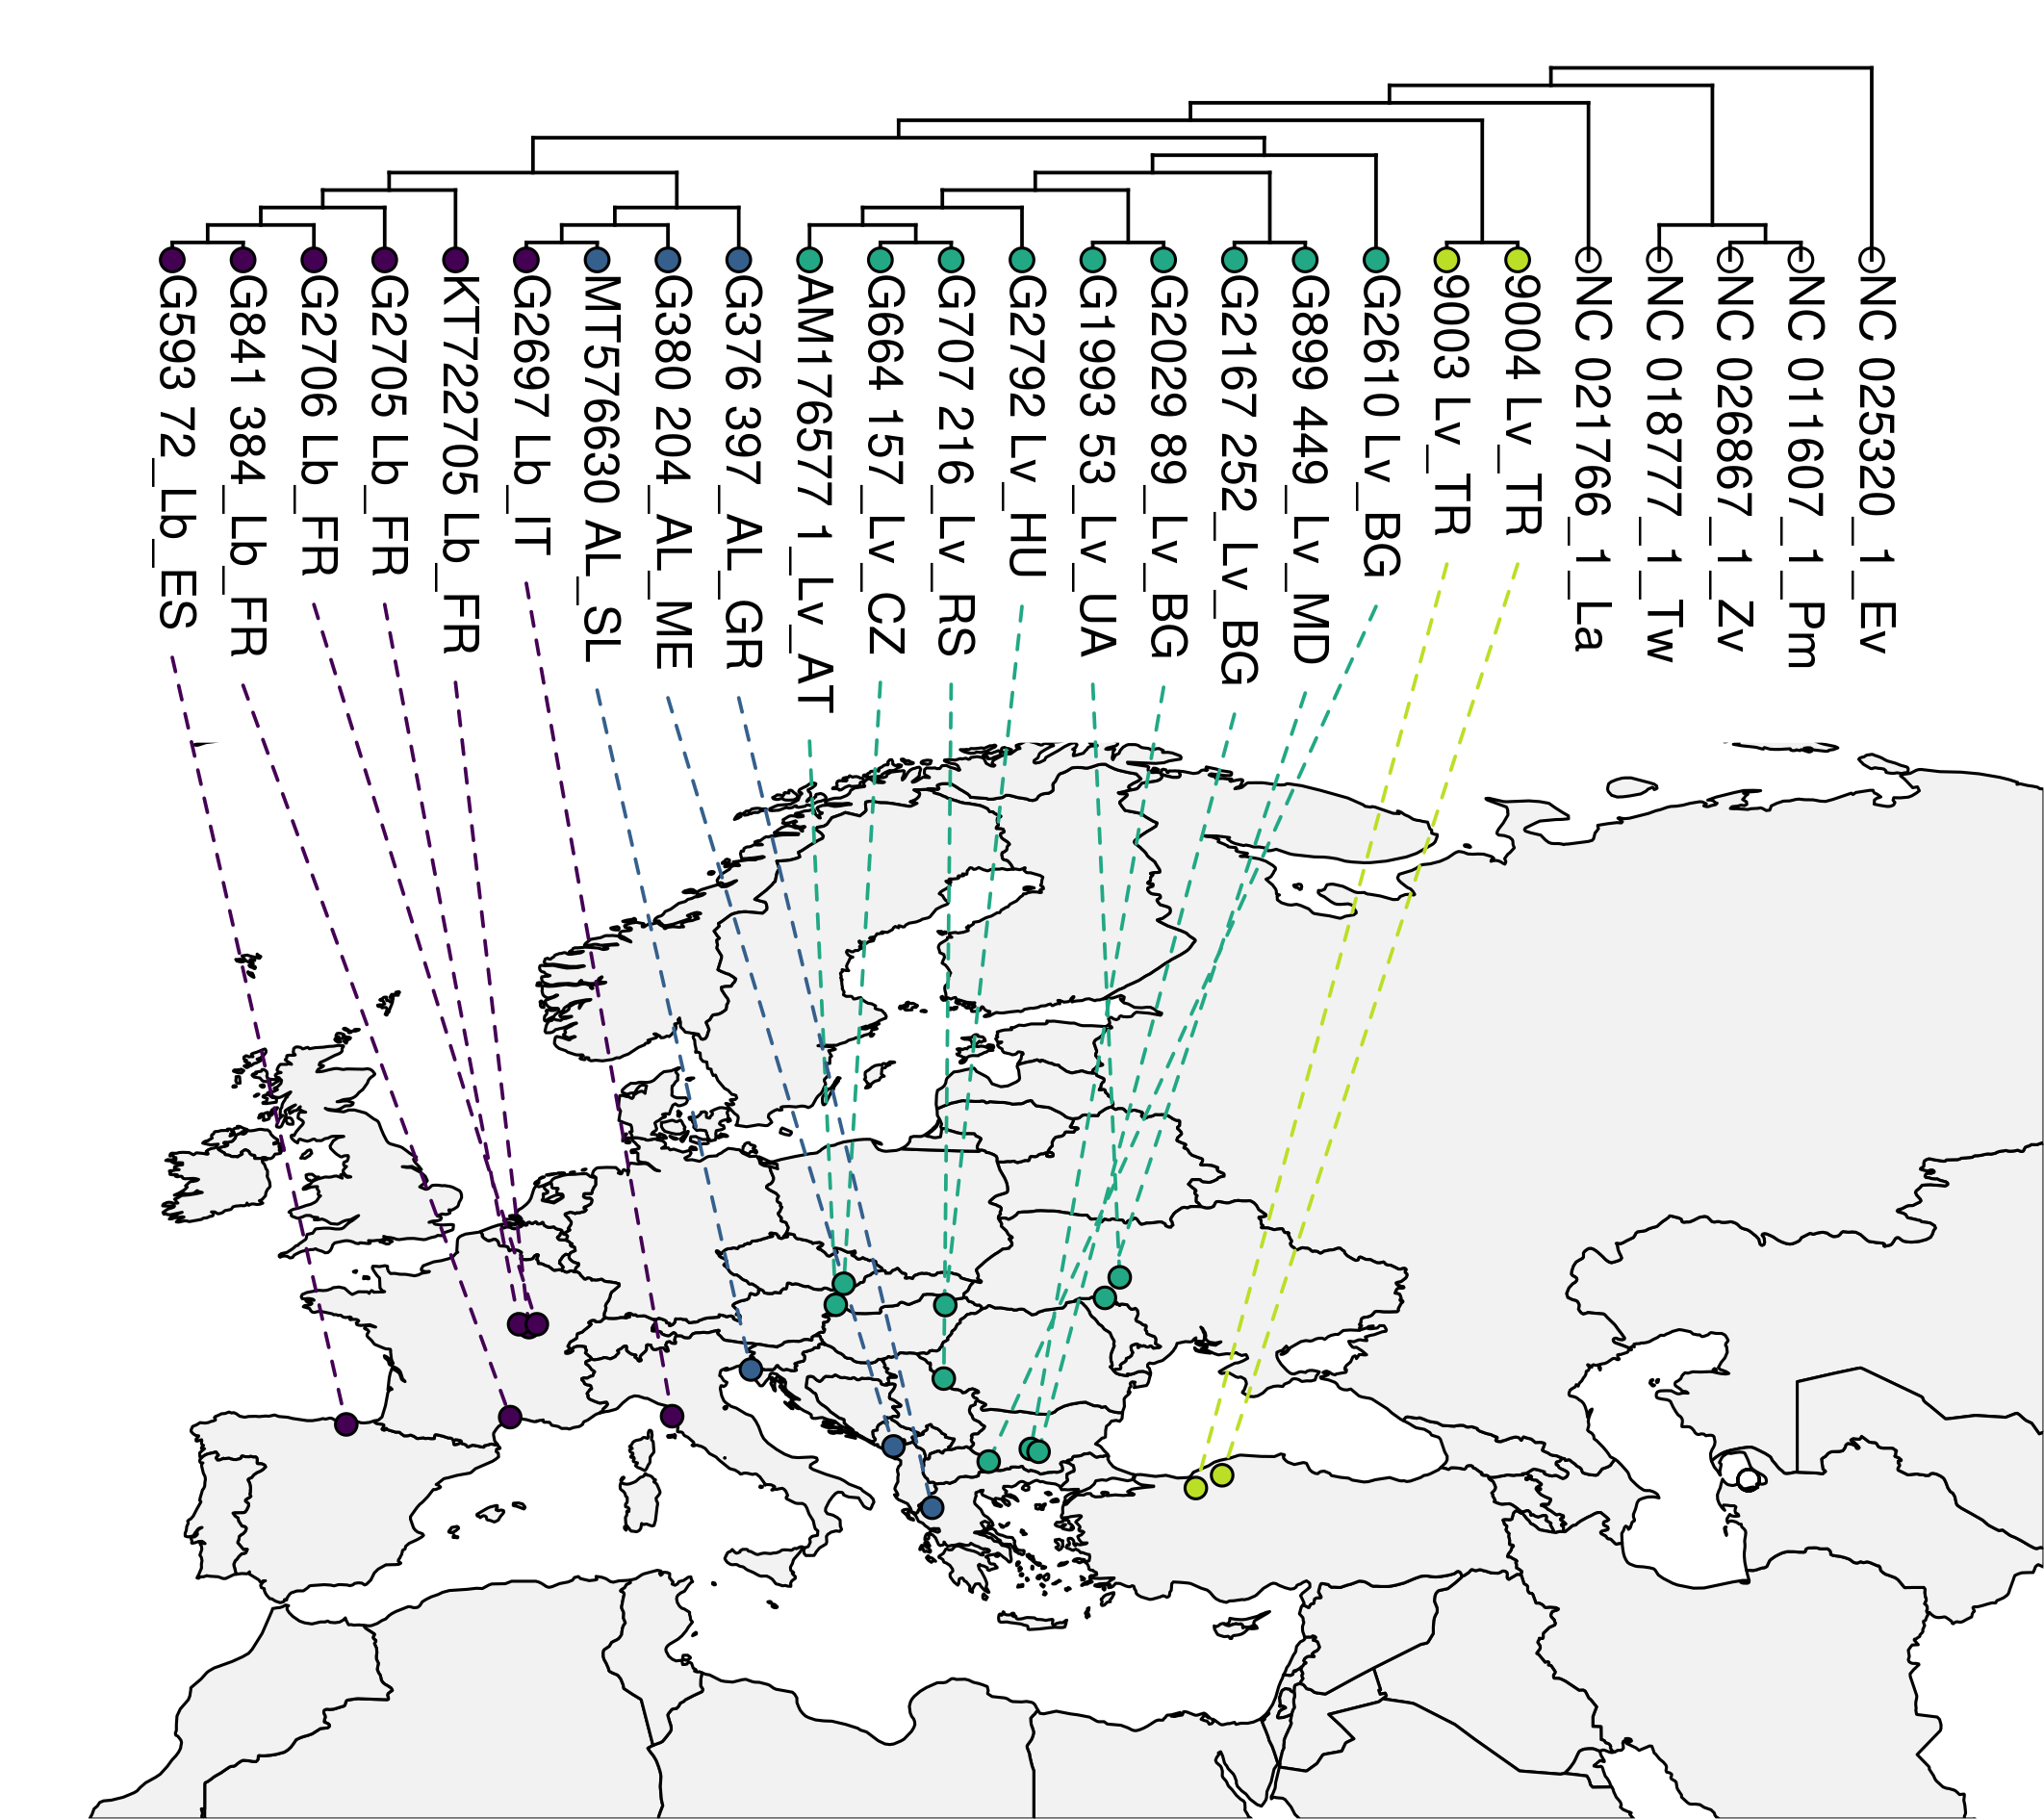 G593 72_Lb_ES
G841 384_Lb_FR
G2706 Lb_FR
G2705 Lb_FR
KT722705 Lb_FR
G2697 Lb_IT
MT576630 AL_SL
G380 204_AL_ME
G376 397_AL_GR
AM176577 1_Lv_AT
G664 157_Lv_CZ
G707 216_Lv_RS
G2792 Lv_HU
G1993 53_Lv_UA
G2029 89_Lv_BG
G2167 252_Lv_BG
G899 449_Lv_MD
G2610 Lv_BG
9003 Lv_TR
9004 Lv_TR
NC 021766_1_La
NC 018777_1_Tw
NC 026867_1_Zv
NC 011607_1_Pm
NC 025320_1_Ev